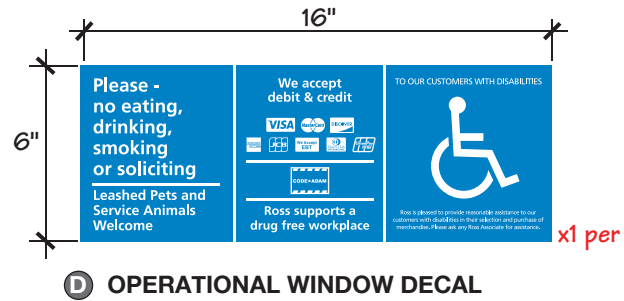 16"
6"
Please -
no eating,
drinking,
smoking
or soliciting
Leashed Pets and
Service Animals
Welcome
We accept
debit & credit
VISA MasterCard DISCOVER
JCB We Accept EBT
CODE•ADAM
Ross supports a
drug free workplace
TO OUR CUSTOMERS WITH DISABILITIES
Ross is pleased to provide reasonable assistance to our
customers with disabilities in their selection and purchase of
merchandise. Please ask any Ross Associate for assistance.
x1 per
D OPERATIONAL WINDOW DECAL